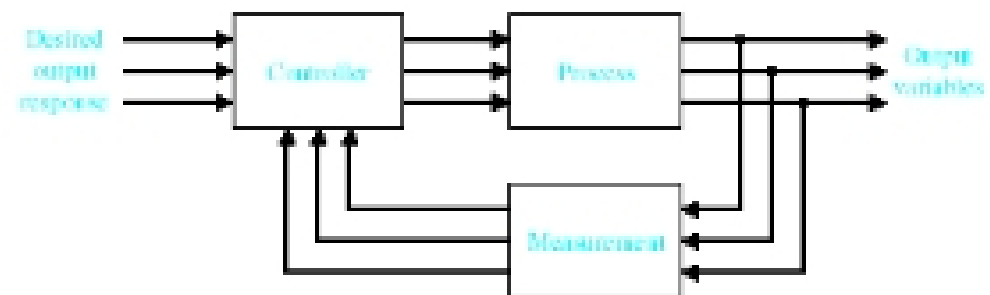 Desired
output
response
Controller
Process
Output
variables
Measurement